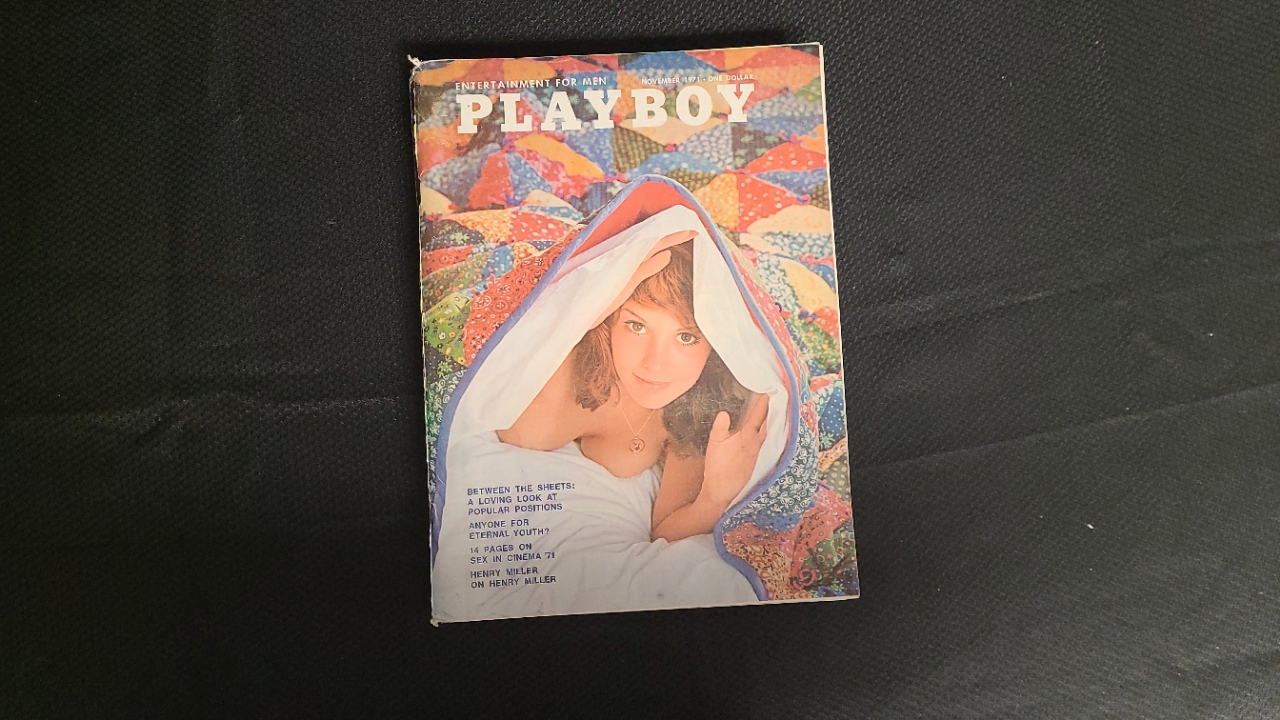 ENTERTAINMENT FOR MEN
NOVEMBER 1971 • ONE DOLLAR
PLAYBOY
BETWEEN THE SHEETS:
A LOVING LOOK AT
POPULAR POSITIONS
ANYONE FOR
ETERNAL YOUTH?
14 PAGES ON
SEX IN CINEMA '71
HENRY MILLER
ON HENRY MILLER